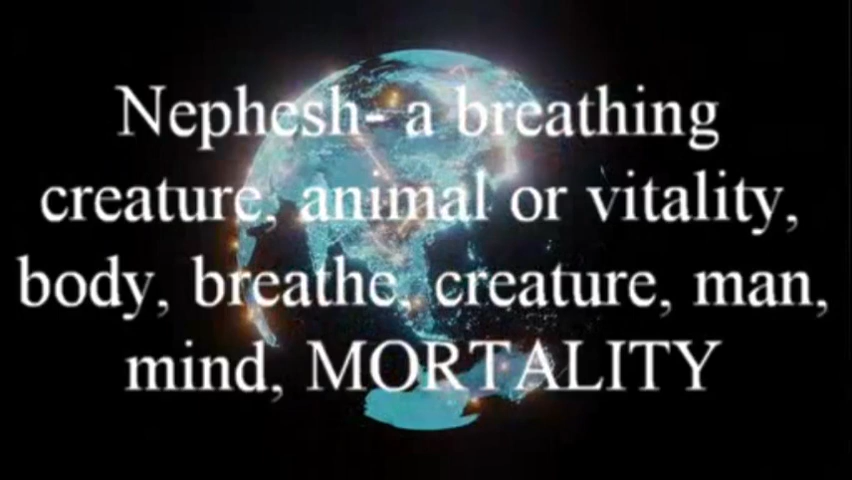 Nephesh- a breathing
creature, animal or vitality,
body, breathe, creature, man,
mind, MORTALITY